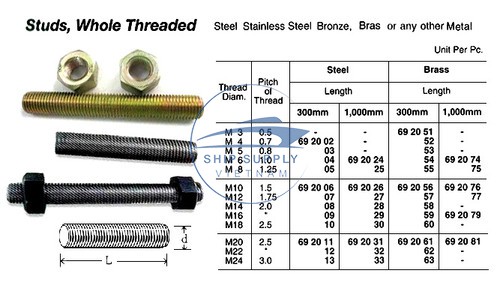 Studs, Whole Threaded
Steel Stainless Steel Bronze, Bras or any other Metal
Unit Per Pc.
Thread Diam. Pitch of Thread Steel Brass
Length Length
300mm 1,000mm 300mm 1,000mm
M 3 0.5 - - 69 20 51 -
M 4 0.7 69 20 02 - 52 -
M 5 0.8 03 - 53 -
M 6 1.0 04 69 20 24 54 69 20 74
M 8 1.25 05 25 55 75
M10 1.5 69 20 06 69 20 26 69 20 56 69 20 76
M12 1.75 07 27 57 77
M14 2.0 08 28 58 -
M16 " 09 29 59 69 20 79
M18 2.5 10 30 60 -
M20 2.5 69 20 11 69 20 31 69 20 61 69 20 81
M22 " 12 32 62 -
M24 3.0 13 33 63 -
d
L
SHIP SUPPLY
VIETNAM